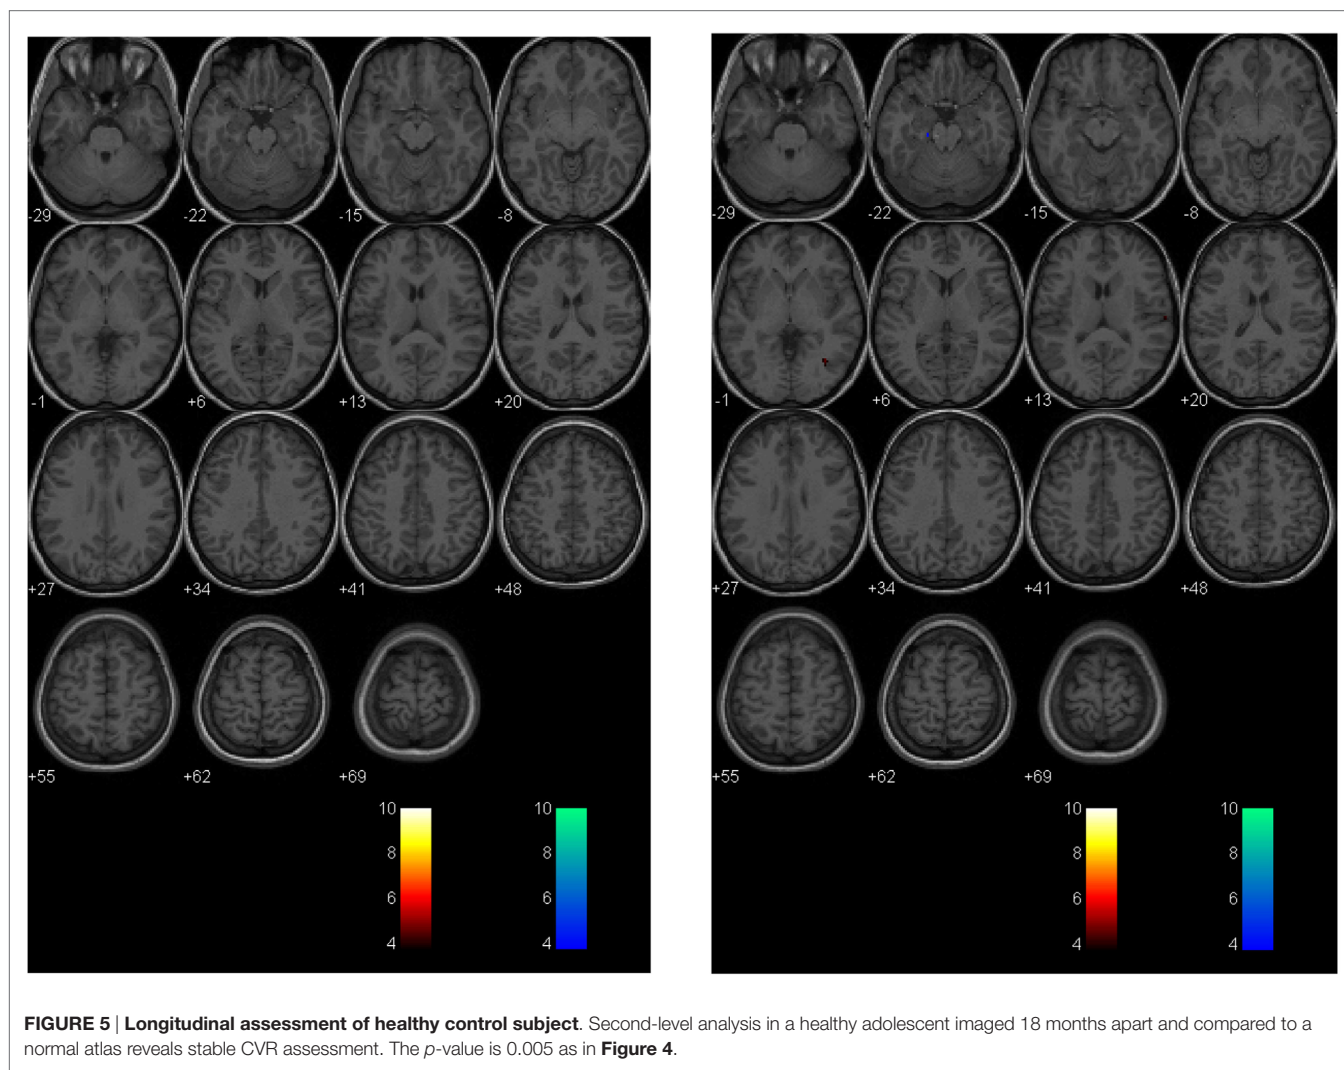 -29 -22 -15 -8
-1 +6 +13 +20
+27 +34 +41 +48
+55 +62 +69
10 10
8 8
6 6
4 4
-29 -22 -15 -8
-1 +6 +13 +20
+27 +34 +41 +48
+55 +62 +69
10 10
8 8
6 6
4 4
FIGURE 5 | Longitudinal assessment of healthy control subject. Second-level analysis in a healthy adolescent imaged 18 months apart and compared to a
normal atlas reveals stable CVR assessment. The p-value is 0.005 as in Figure 4.